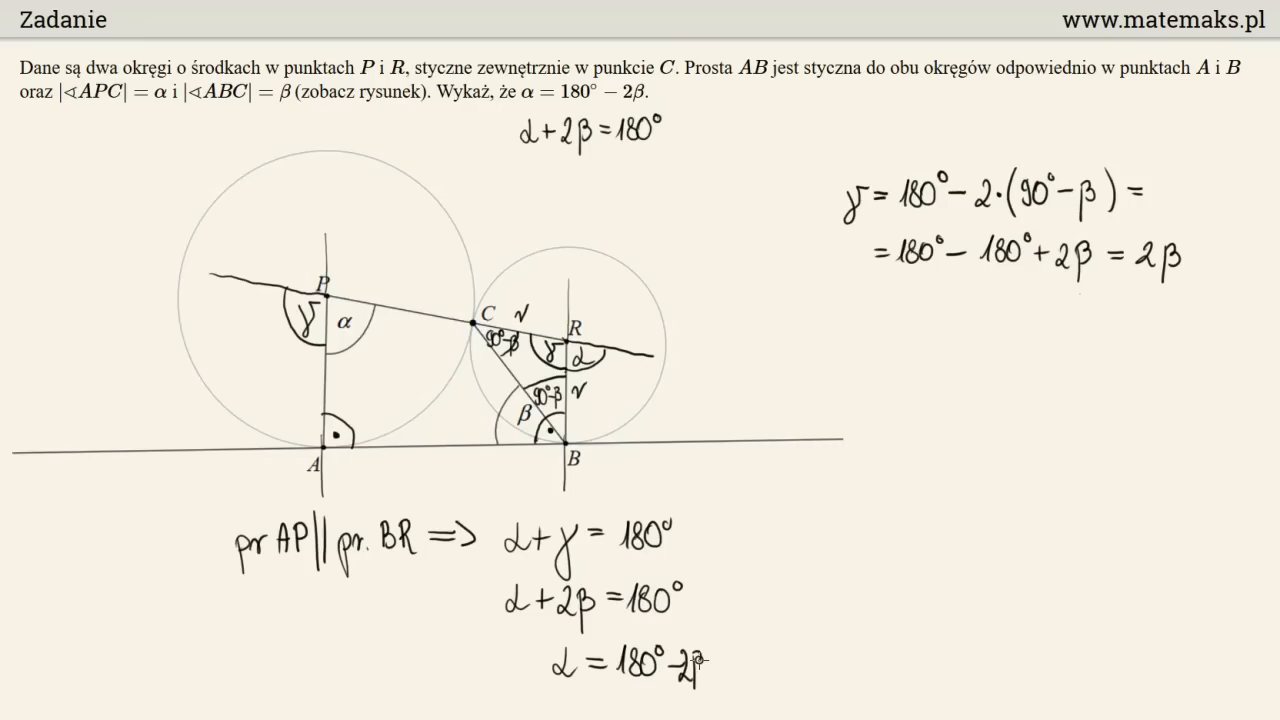 Zadanie
www.matemaks.pl
Dane są dwa okręgi o środkach w punktach P i R, styczne zewnętrznie w punkcie C. Prosta AB jest styczna do obu okręgów odpowiednio w punktach A i B
oraz |∢APC| = α i |∢ABC| = β (zobacz rysunek). Wykaż, że α = 180° − 2β.
α + 2β = 180°
γ = 180° − 2·(90° − β) =
= 180° − 180° + 2β = 2β
P
γ α
C r
R
90°-β
γ α
90°-β r
β
A
B
pr AP || pr. BR => α + γ = 180°
α + 2β = 180°
α = 180° − 2β